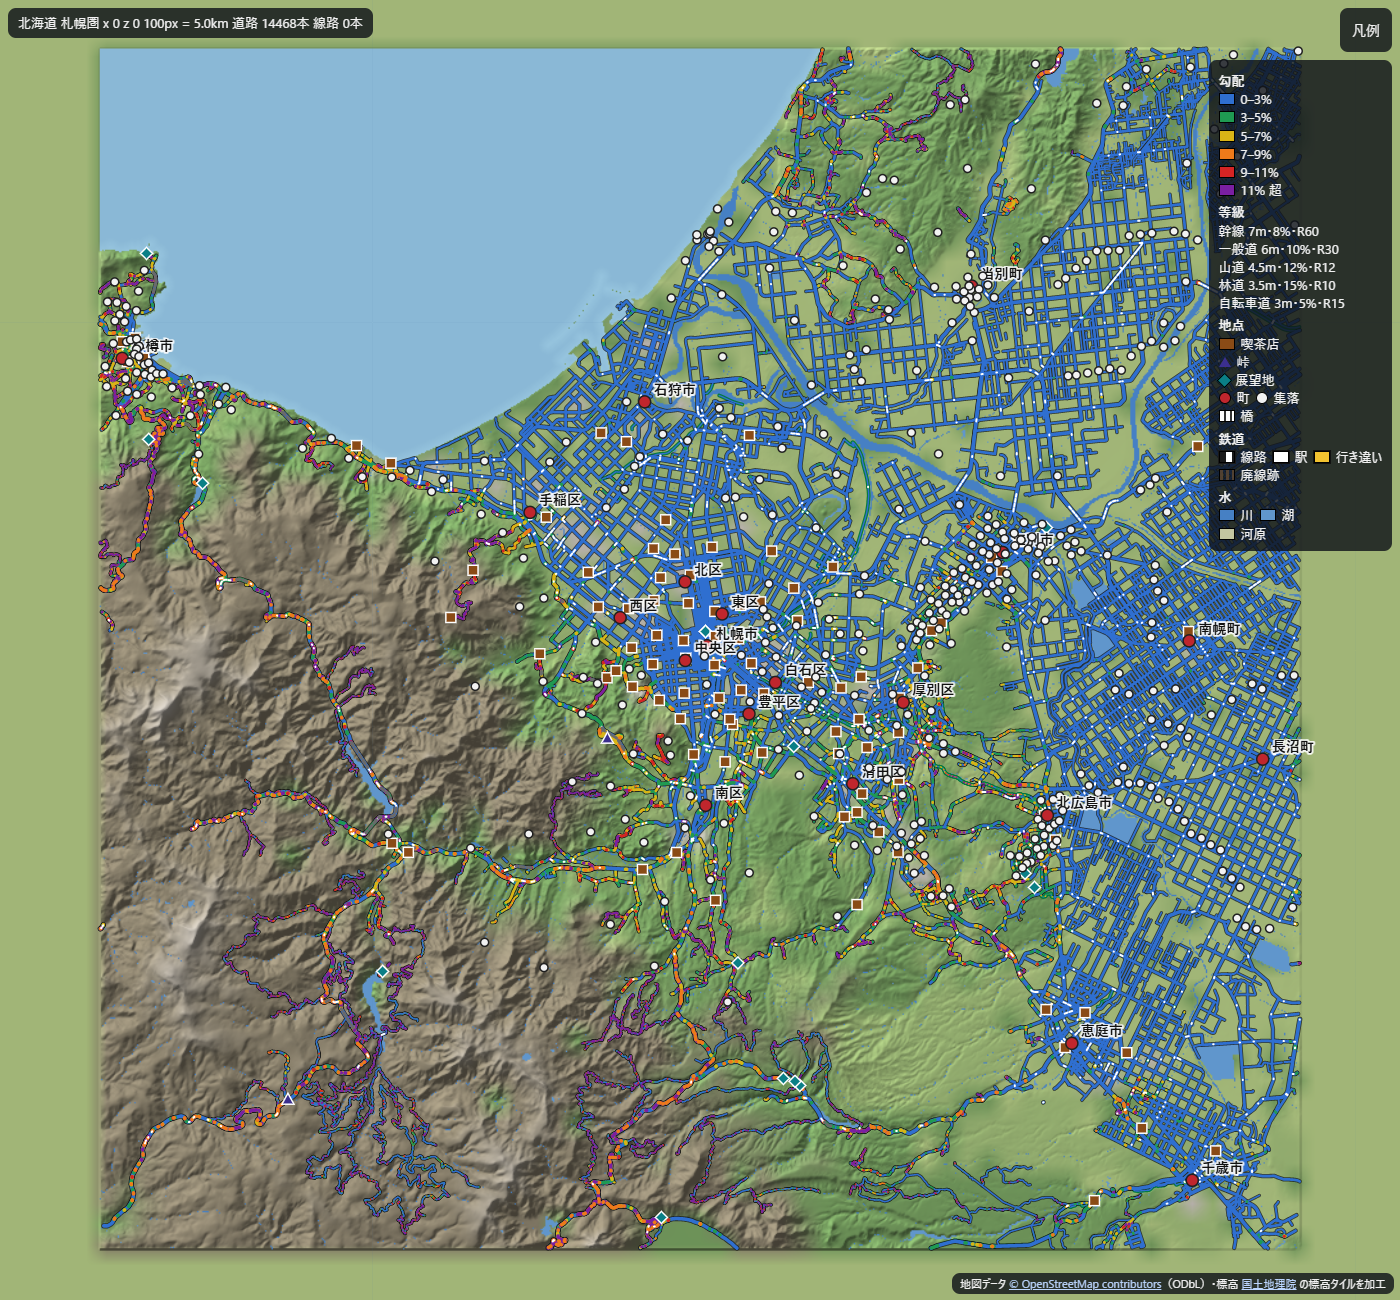 北海道 札幌圏 x 0 z 0 100px = 5.0km 道路 14468本 線路 0本
凡例
勾配
0–3%
3–5%
5–7%
7–9%
9–11%
11% 超
等級
幹線 7m･8%･R60
一般道 6m･10%･R30
山道 4.5m･12%･R12
林道 3.5m･15%･R10
自転車道 3m･5%･R15
地点
喫茶店
峠
展望地
町 集落
橋
鉄道
線路 駅 行き違い
廃線跡
水
川 湖
河原
当別町
樽市
石狩市
手稲区
市
北区
東区
西区
札幌市
中央区
白石区
厚別区
豊平区
清田区
南区
南幌町
長沼町
北広島市
恵庭市
千歳市
地図データ © OpenStreetMap contributors（ODbL）･標高 国土地理院 の標高タイルを加工